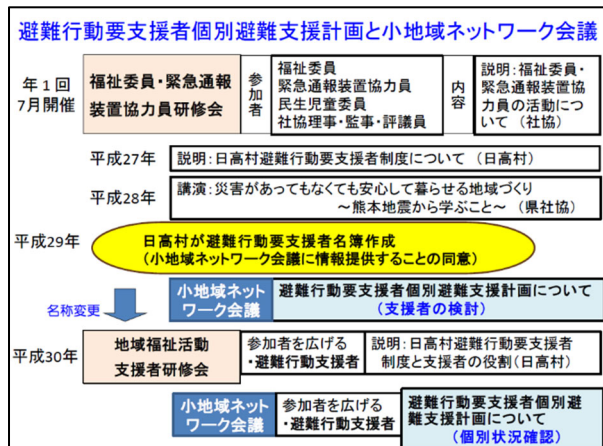 避難行動要支援者個別避難支援計画と小地域ネットワーク会議
年1回
7月開催
福祉委員・緊急通報
装置協力員研修会
参
加
者
福祉委員
緊急通報装置協力員
民生児童委員
社協理事・監事・評議員
内
容
説明:福祉委員・
緊急通報装置協
力員の活動につ
いて(社協)
平成27年
説明:日高村避難行動要支援者制度について(日高村)
平成28年
講演:災害があってもなくても安心して暮らせる地域づくり
~熊本地震から学ぶこと~(県社協)
平成29年
日高村が避難行動要支援者名簿作成
(小地域ネットワーク会議に情報提供することの同意)
名称変更
小地域ネット
ワーク会議
避難行動要支援者個別避難支援計画について
(支援者の検討)
平成30年
地域福祉活動
支援者研修会
参加者を広げる
・避難行動支援者
説明:日高村避難行動要支援者
制度と支援者の役割(日高村)
小地域ネット
ワーク会議
参加者を広げる
・避難行動支援者
避難行動要支援者個別避
難支援計画について
(個別状況確認)